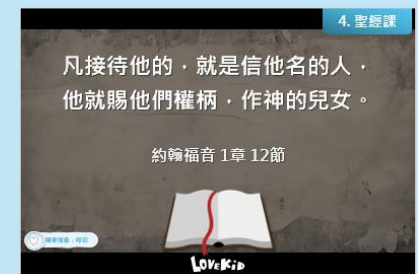 4. 聖經課
凡接待他的，就是信他名的人，
他就賜他們權柄，作神的兒女。
約翰福音 1章 12節
LOVEKID